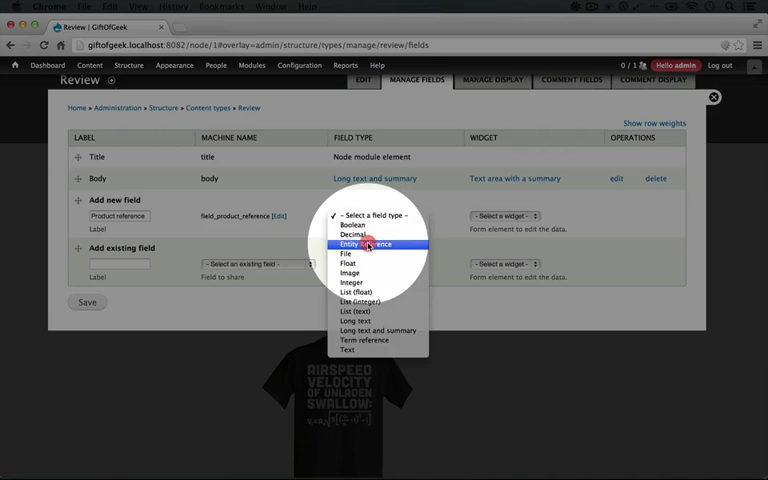 Chrome File Edit View History Bookmarks Window Help
Review | GiftOfGeek
giftofgeek.localhost:8082/node/1#overlay=admin/structure/types/manage/review/fields
Dashboard Content Structure Appearance People Modules Configuration Reports Help 0 / 1 Hello admin Log out
Review EDIT MANAGE FIELDS MANAGE DISPLAY COMMENT FIELDS COMMENT DISPLAY
Home » Administration » Structure » Content types » Review
Show row weights
LABEL MACHINE NAME FIELD TYPE WIDGET OPERATIONS
Title title Node module element
Body body Long text and summary Text area with a summary edit delete
Add new field
Product reference field_product_reference [Edit] - Select a field type - - Select a widget -
Label Form element to edit the data.
Boolean
Decimal
Entity reference
Add existing field
File
- Select an existing field - Float - Select a widget -
Label Field to share Image Form element to edit the data.
Integer
List (float)
List (integer)
Save
List (text)
Long text
Long text and summary
Term reference
Text
AIRSPEED
VELOCITY
OF UNLADEN
SWALLOW: